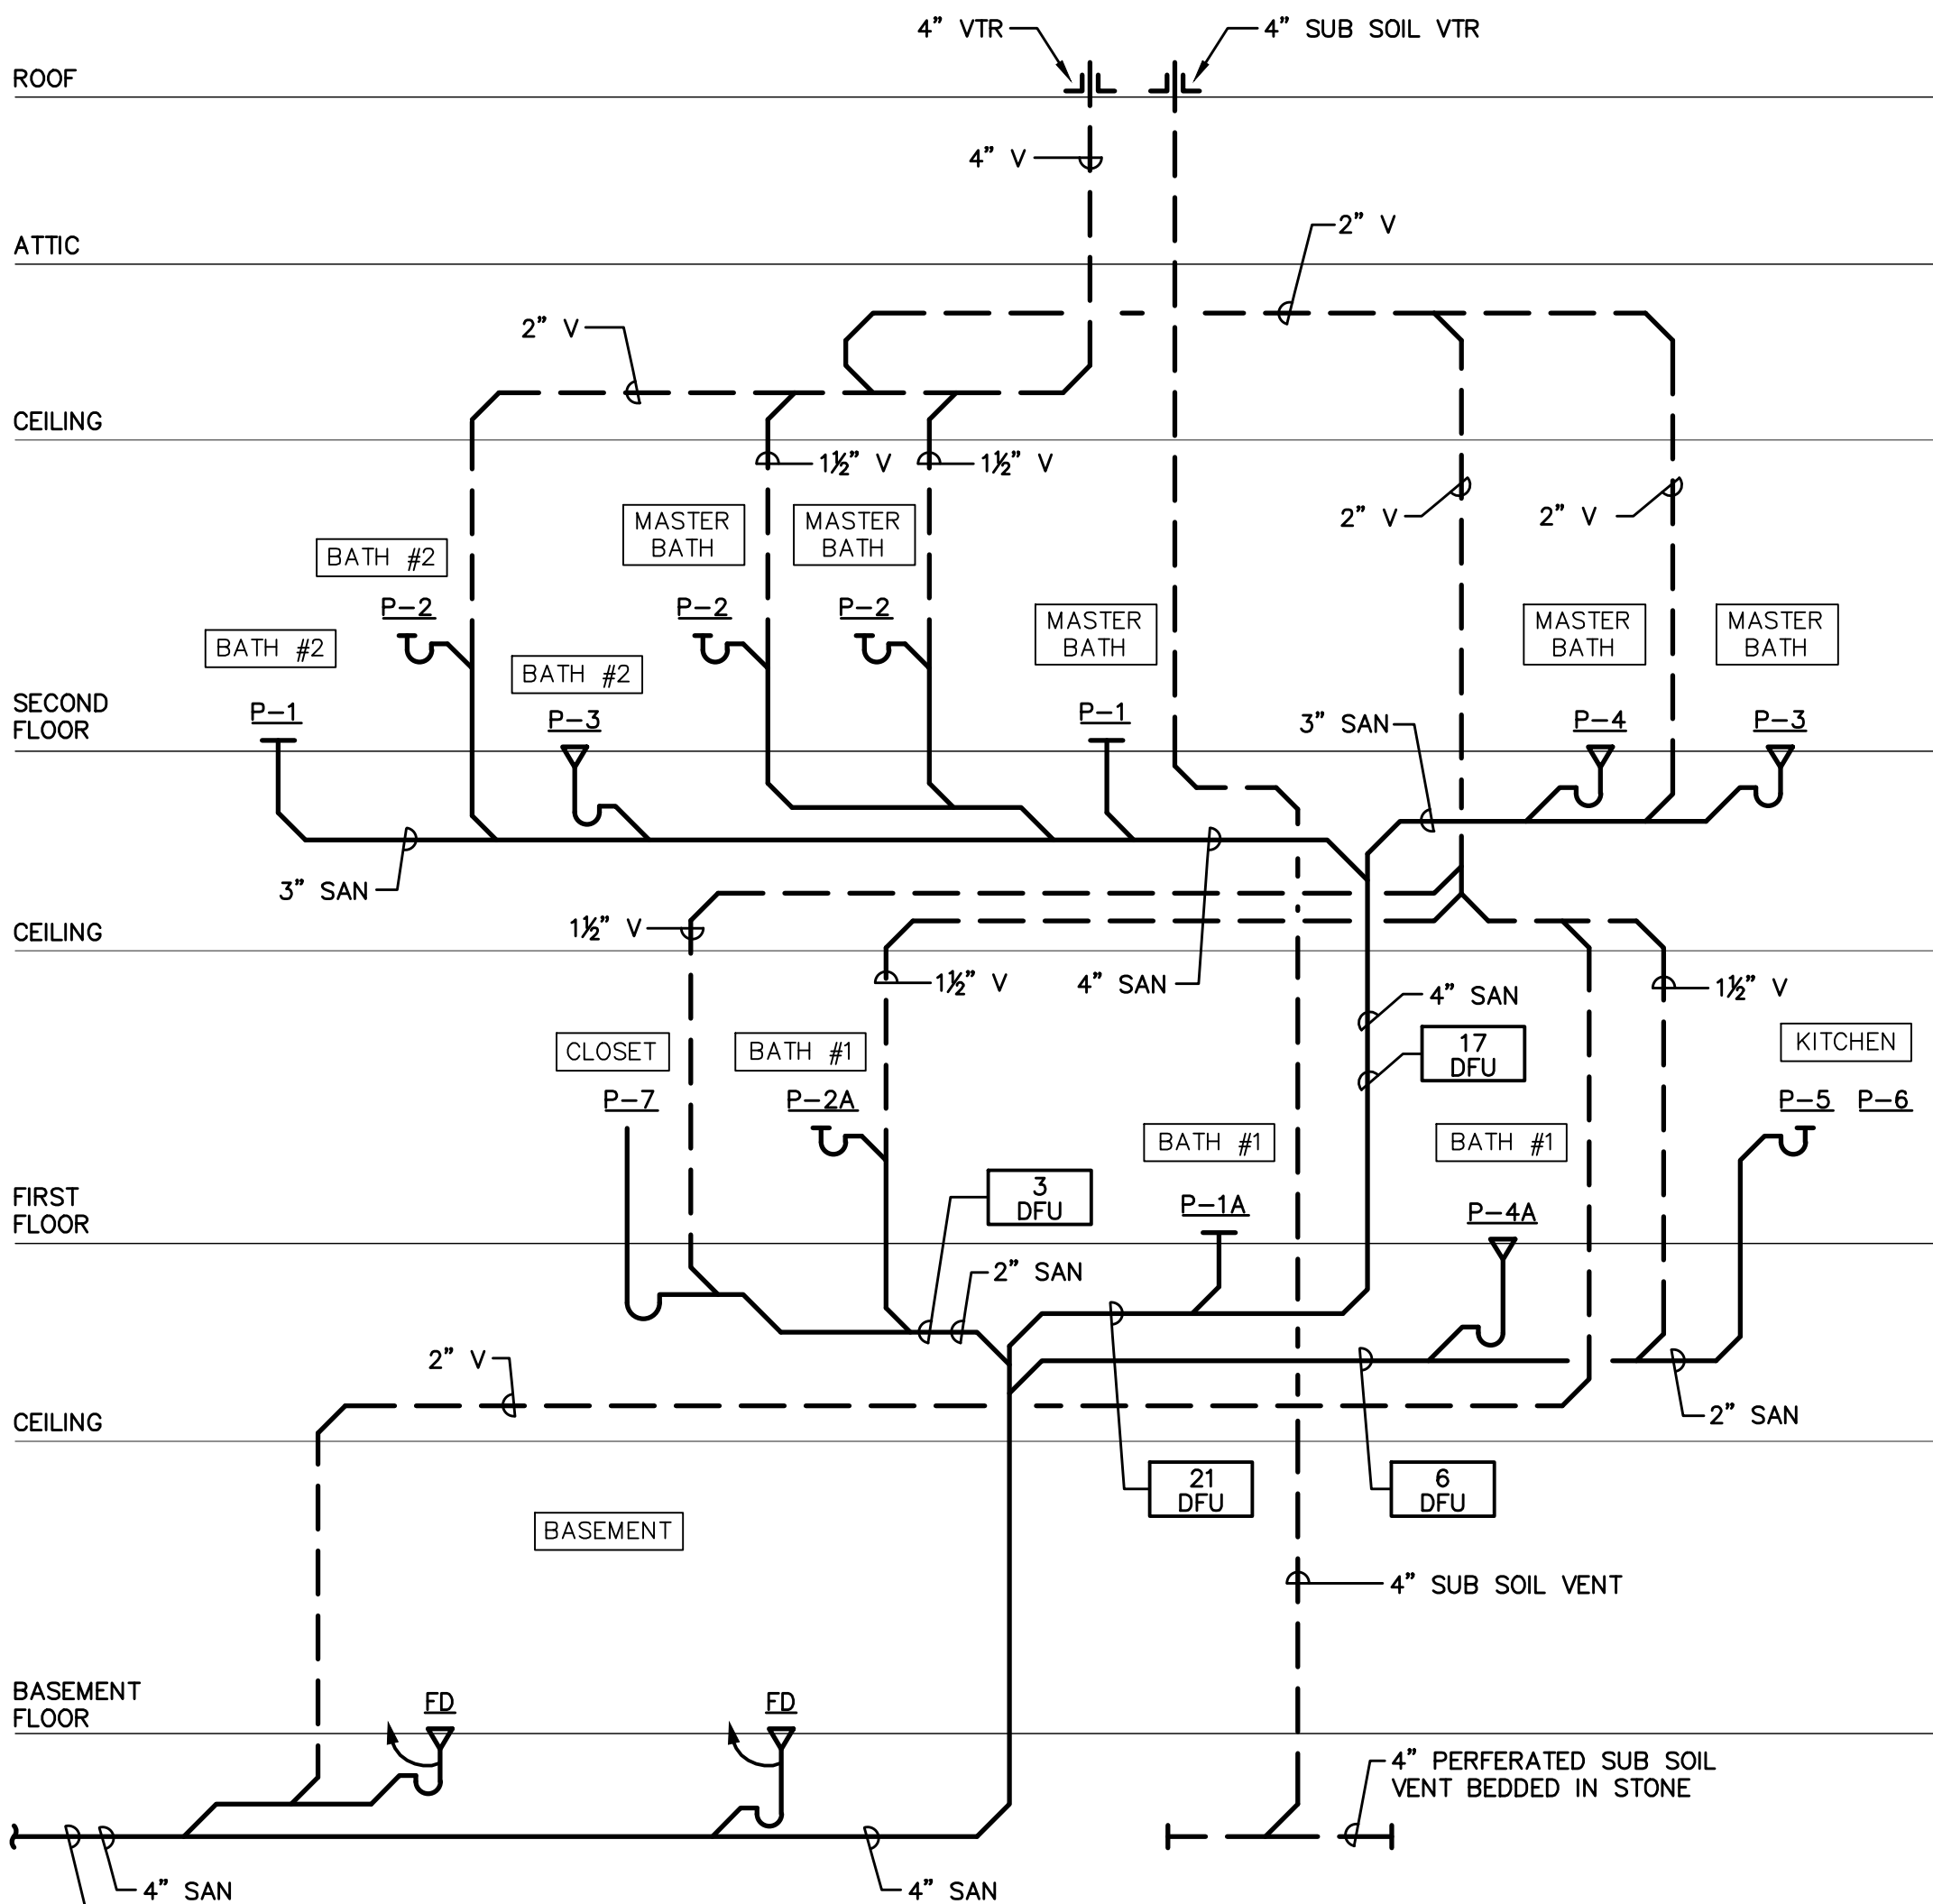 4” VTR
4” SUB SOIL VTR
ROOF
4” V
ATTIC
2” V
2” V
CEILING
1½” V
1½” V
2” V
2” V
MASTER
BATH
MASTER
BATH
BATH #2
P-2
P-2
P-2
BATH #2
BATH #2
MASTER
BATH
MASTER
BATH
MASTER
BATH
SECOND
FLOOR
P-1
P-3
P-1
3” SAN
P-4
P-3
3” SAN
CEILING
1½” V
1½” V
4” SAN
4” SAN
1½” V
CLOSET
BATH #1
17
DFU
KITCHEN
P-7
P-2A
P-5
P-6
BATH #1
BATH #1
FIRST
FLOOR
3
DFU
P-1A
P-4A
2” SAN
2” V
CEILING
2” SAN
21
DFU
6
DFU
BASEMENT
4” SUB SOIL VENT
BASEMENT
FLOOR
FD
FD
4” PERFERATED SUB SOIL
VENT BEDDED IN STONE
4” SAN
4” SAN